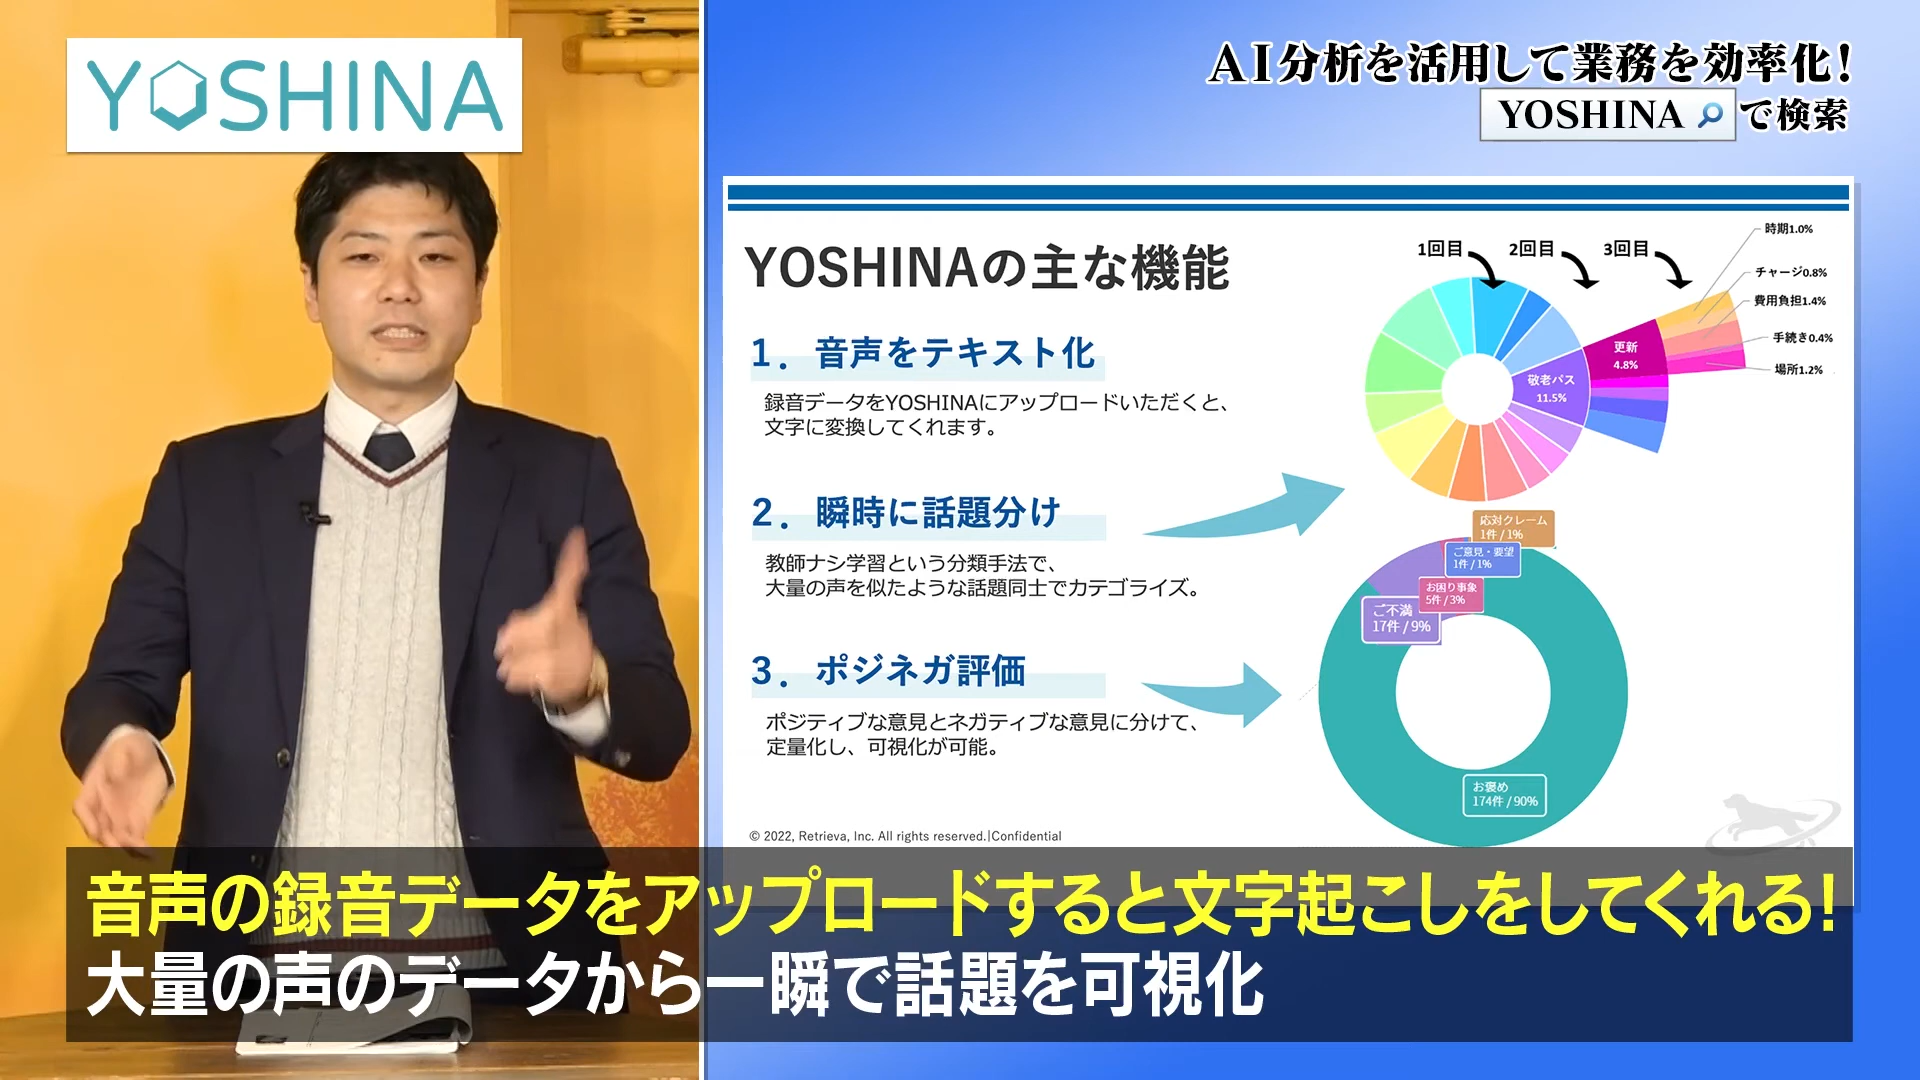 YOSHINA
AI分析を活用して業務を効率化！
YOSHINA で検索
YOSHINAの主な機能
1．音声をテキスト化
録音データをYOSHINAにアップロードいただくと、
文字に変換してくれます。
2．瞬時に話題分け
教師ナシ学習という分類手法で、
大量の声を似たような話題同士でカテゴライズ。
3．ポジネガ評価
ポジティブな意見とネガティブな意見に分けて、
定量化し、可視化が可能。
1回目
2回目
3回目
時期1.0%
チャージ0.8%
費用負担1.4%
手続き0.4%
場所1.2%
更新
4.8%
敬老パス
11.5%
応対クレーム
1件 / 1%
ご意見・要望
1件 / 1%
お困り事象
5件 / 3%
ご不満
17件 / 9%
お褒め
174件 / 90%
© 2022, Retrieva, Inc. All rights reserved.|Confidential
音声の録音データをアップロードすると文字起こしをしてくれる！
大量の声のデータから一瞬で話題を可視化